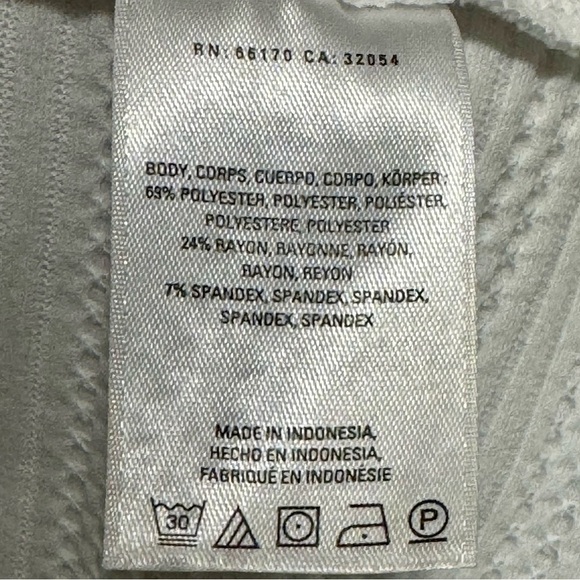 RN: 66170 CA: 32054
BODY, CORPS, CUERPO, CORPO, KÖRPER:
69% POLYESTER, POLYESTER, POLIÉSTER,
POLYESTERE, POLYESTER
24% RAYON, RAYONNE, RAYÓN,
RAYON, REYON
7% SPANDEX, SPANDEX, SPANDEX,
SPANDEX, SPANDEX
MADE IN INDONESIA,
HECHO EN INDONESIA,
FABRIQUÉ EN INDONÉSIE
30 P